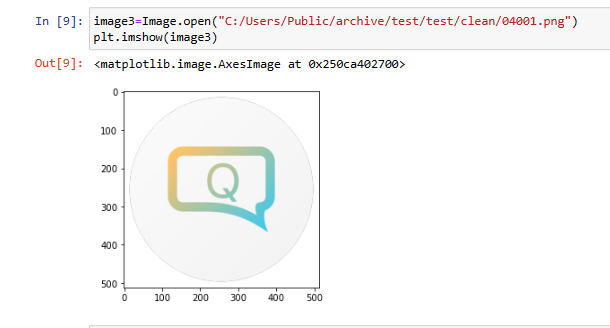 In [9]: image3=Image.open("C:/Users/Public/archive/test/test/clean/04001.png")
plt.imshow(image3)
Out[9]: <matplotlib.image.AxesImage at 0x250ca402700>
0
100
200
Q
300
400
500
0 100 200 300 400 500